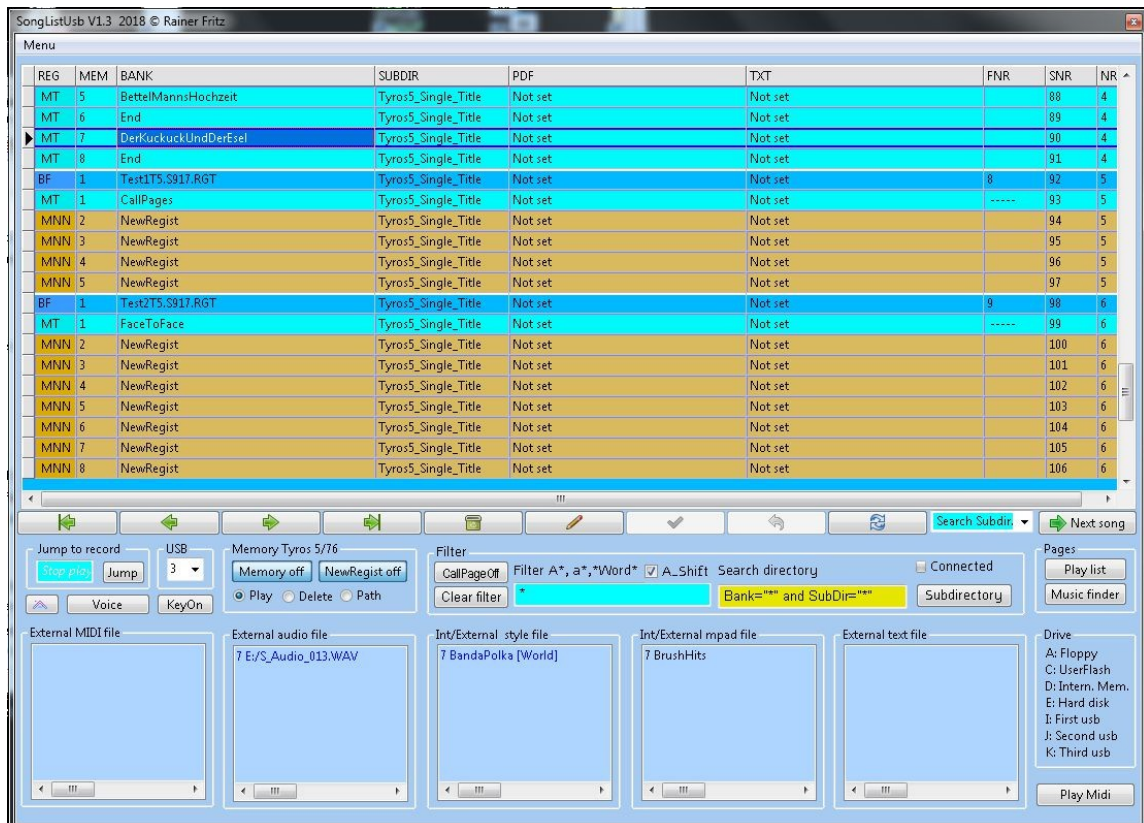 SongListUsb V1.3 2018 © Rainer Fritz
Menu
REG MEM BANK SUBDIR PDF TXT FNR SNR NR
MT 5 BettelMannsHochzeit Tyros5_Single_Title Not set Not set 88 4
MT 6 End Tyros5_Single_Title Not set Not set 89 4
MT 7 DerKuckuckUndDerEsel Tyros5_Single_Title Not set Not set 90 4
MT 8 End Tyros5_Single_Title Not set Not set 91 4
BF 1 Test1T5.S917.RGT Tyros5_Single_Title Not set Not set 8 92 5
MT 1 CallPages Tyros5_Single_Title Not set Not set ----- 93 5
MNN 2 NewRegist Tyros5_Single_Title Not set Not set 94 5
MNN 3 NewRegist Tyros5_Single_Title Not set Not set 95 5
MNN 4 NewRegist Tyros5_Single_Title Not set Not set 96 5
MNN 5 NewRegist Tyros5_Single_Title Not set Not set 97 5
BF 1 Test2T5.S917.RGT Tyros5_Single_Title Not set Not set 9 98 6
MT 1 FaceToFace Tyros5_Single_Title Not set Not set ----- 99 6
MNN 2 NewRegist Tyros5_Single_Title Not set Not set 100 6
MNN 3 NewRegist Tyros5_Single_Title Not set Not set 101 6
MNN 4 NewRegist Tyros5_Single_Title Not set Not set 102 6
MNN 5 NewRegist Tyros5_Single_Title Not set Not set 103 6
MNN 6 NewRegist Tyros5_Single_Title Not set Not set 104 6
MNN 7 NewRegist Tyros5_Single_Title Not set Not set 105 6
MNN 8 NewRegist Tyros5_Single_Title Not set Not set 106 6
Search Subdir. Next song
Jump to record USB Memory Tyros 5/76 Filter Pages
Stop play Jump 3 Memory off NewRegist off CallPageOff Filter A*, a*,*Word* A_Shift Search directory Connected Play list
Voice KeyOn Play Delete Path Clear filter * Bank="*" and SubDir="*" Subdirectory Music finder
External MIDI file External audio file Int/External style file Int/External mpad file External text file Drive
7 E:/S_Audio_013.WAV 7 BandaPolka [World] 7 BrushHits A: Floppy
C: UserFlash
D: Intern. Mem.
E: Hard disk
I: First usb
J: Second usb
K: Third usb
Play Midi